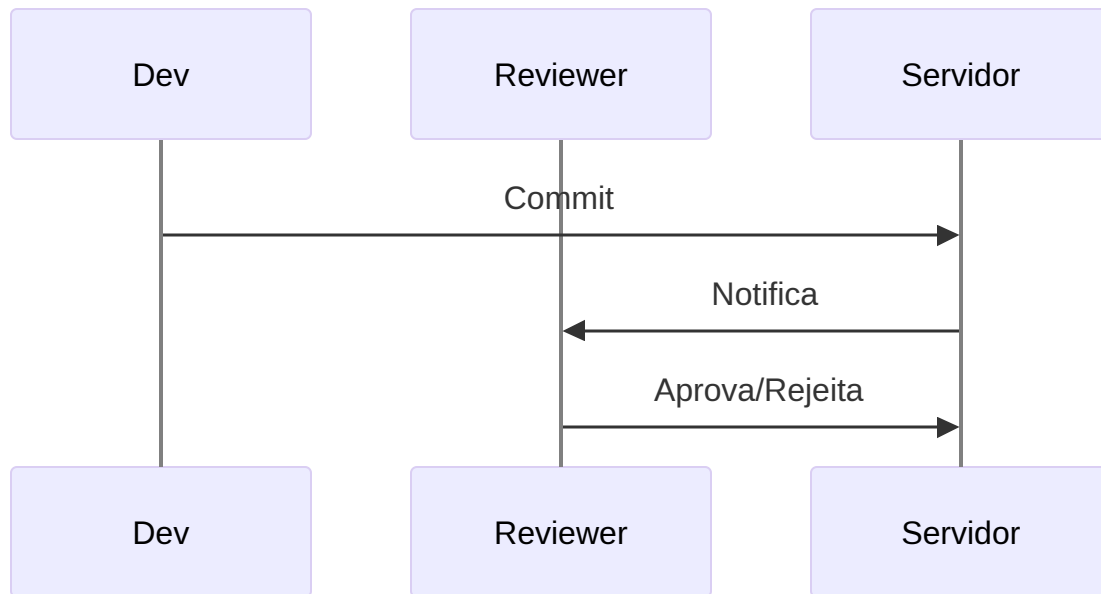 Dev Reviewer Servidor
Commit
Notifica
Aprova/Rejeita
Dev Reviewer Servidor